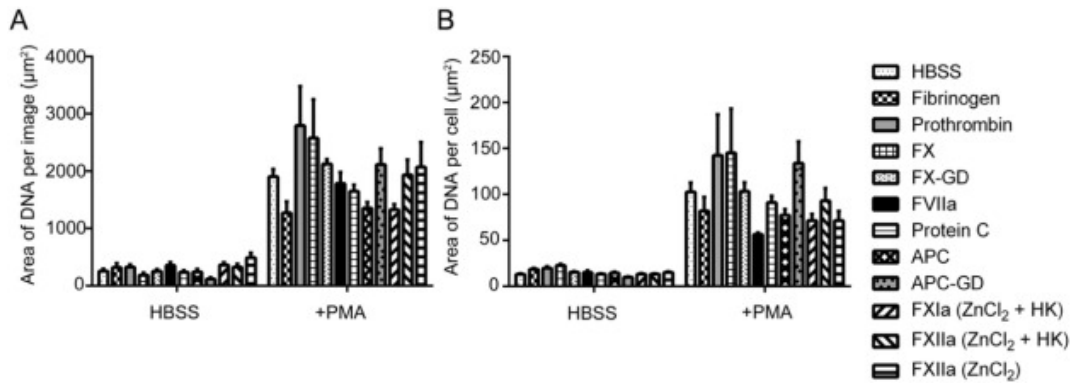 A
Area of DNA per image (μm²)
4000
3000
2000
1000
0
HBSS
+PMA
B
Area of DNA per cell (μm²)
250
200
150
100
50
0
HBSS
+PMA
HBSS
Fibrinogen
Prothrombin
FX
FX-GD
FVIIa
Protein C
APC
APC-GD
FXIa (ZnCl₂ + HK)
FXIIa (ZnCl₂ + HK)
FXIIa (ZnCl₂)